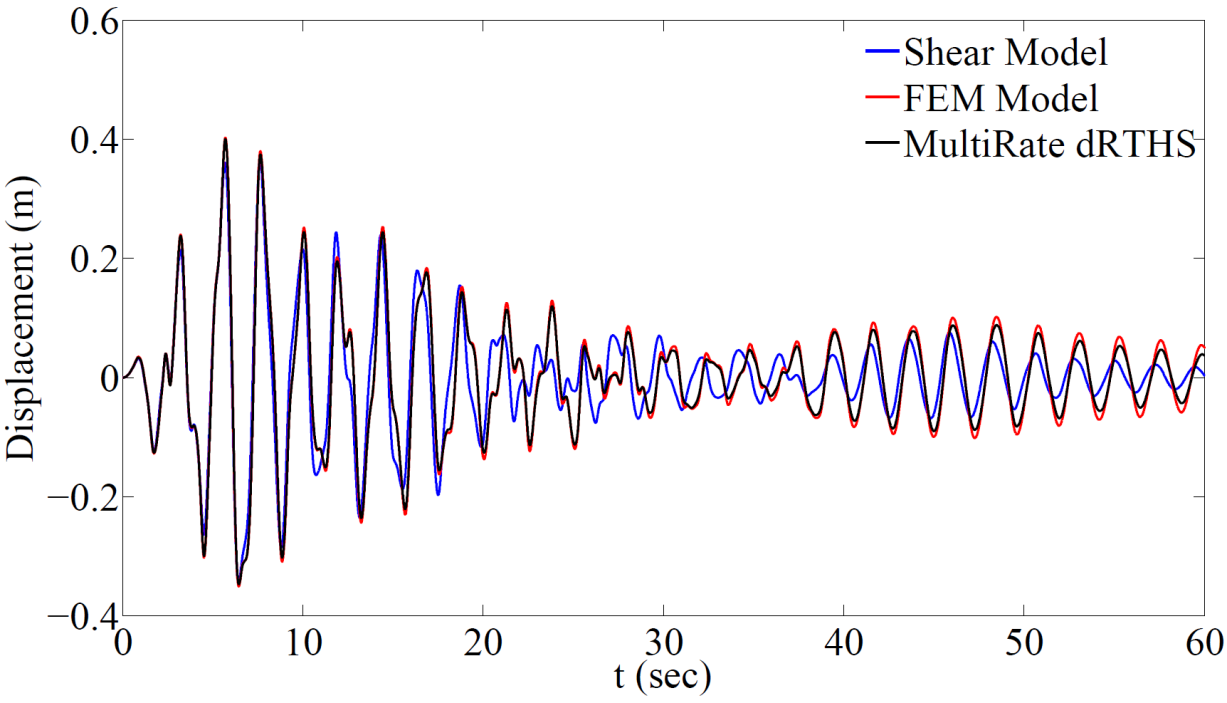 0.6
0.4
0.2
0
−0.2
−0.4
Displacement (m)
Shear Model
FEM Model
MultiRate dRTHS
0 10 20 30 40 50 60
t (sec)